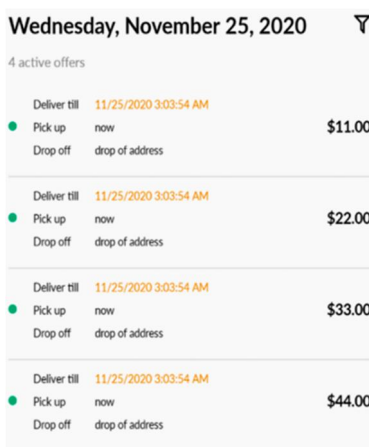 Wednesday, November 25, 2020
4 active offers
Deliver till 11/25/2020 3:03:54 AM
Pick up now $11.00
Drop off drop of address
Deliver till 11/25/2020 3:03:54 AM
Pick up now $22.00
Drop off drop of address
Deliver till 11/25/2020 3:03:54 AM
Pick up now $33.00
Drop off drop of address
Deliver till 11/25/2020 3:03:54 AM
Pick up now $44.00
Drop off drop of address